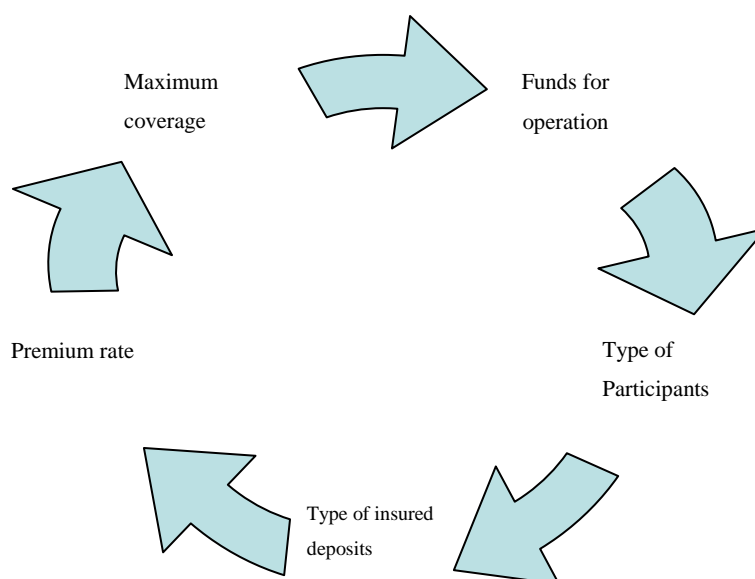 Maximum
coverage
Funds for
operation
Type of
Participants
Type of insured
deposits
Premium rate